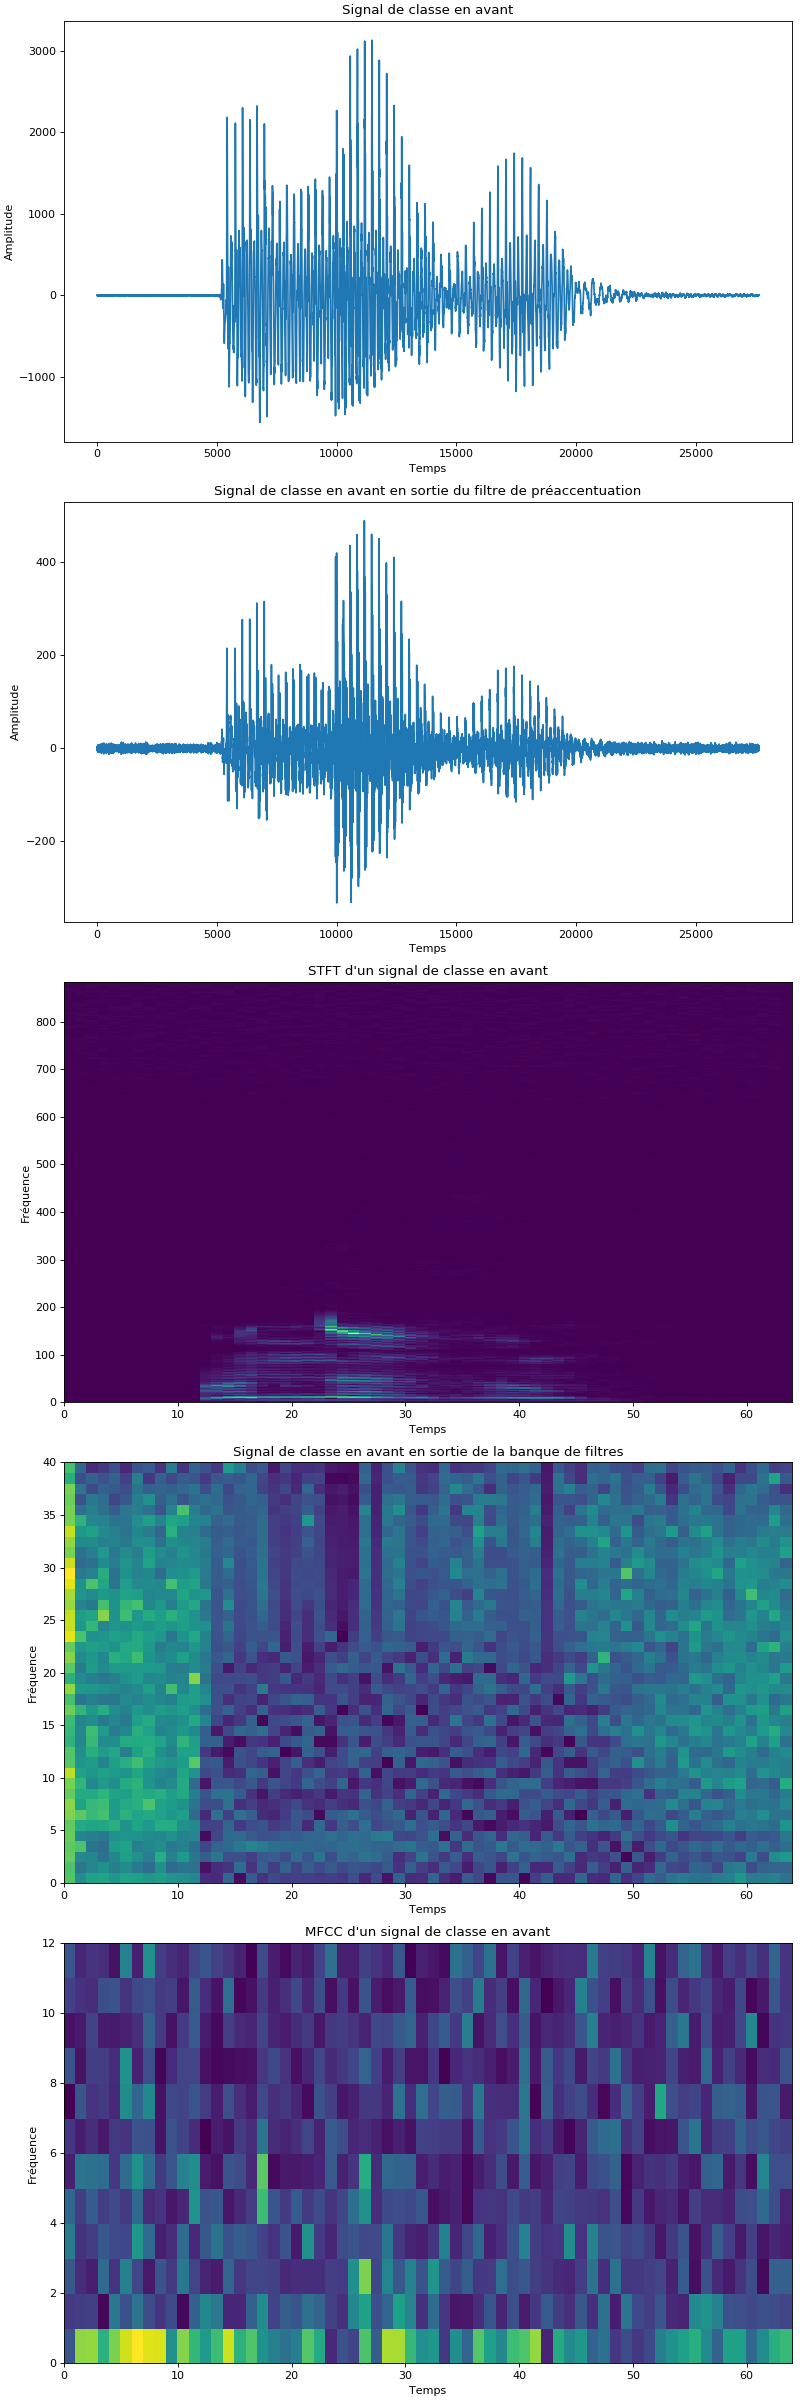 Signal de classe en avant
3000
2000
1000
0
−1000
Amplitude
0 5000 10000 15000 20000 25000
Temps
Signal de classe en avant en sortie du filtre de préaccentuation
400
200
0
−200
Amplitude
0 5000 10000 15000 20000 25000
Temps
STFT d'un signal de classe en avant
800
700
600
500
400
300
200
100
0
Fréquence
0 10 20 30 40 50 60
Temps
Signal de classe en avant en sortie de la banque de filtres
40
35
30
25
20
15
10
5
0
Fréquence
0 10 20 30 40 50 60
Temps
MFCC d'un signal de classe en avant
12
10
8
6
4
2
0
Fréquence
0 10 20 30 40 50 60
Temps